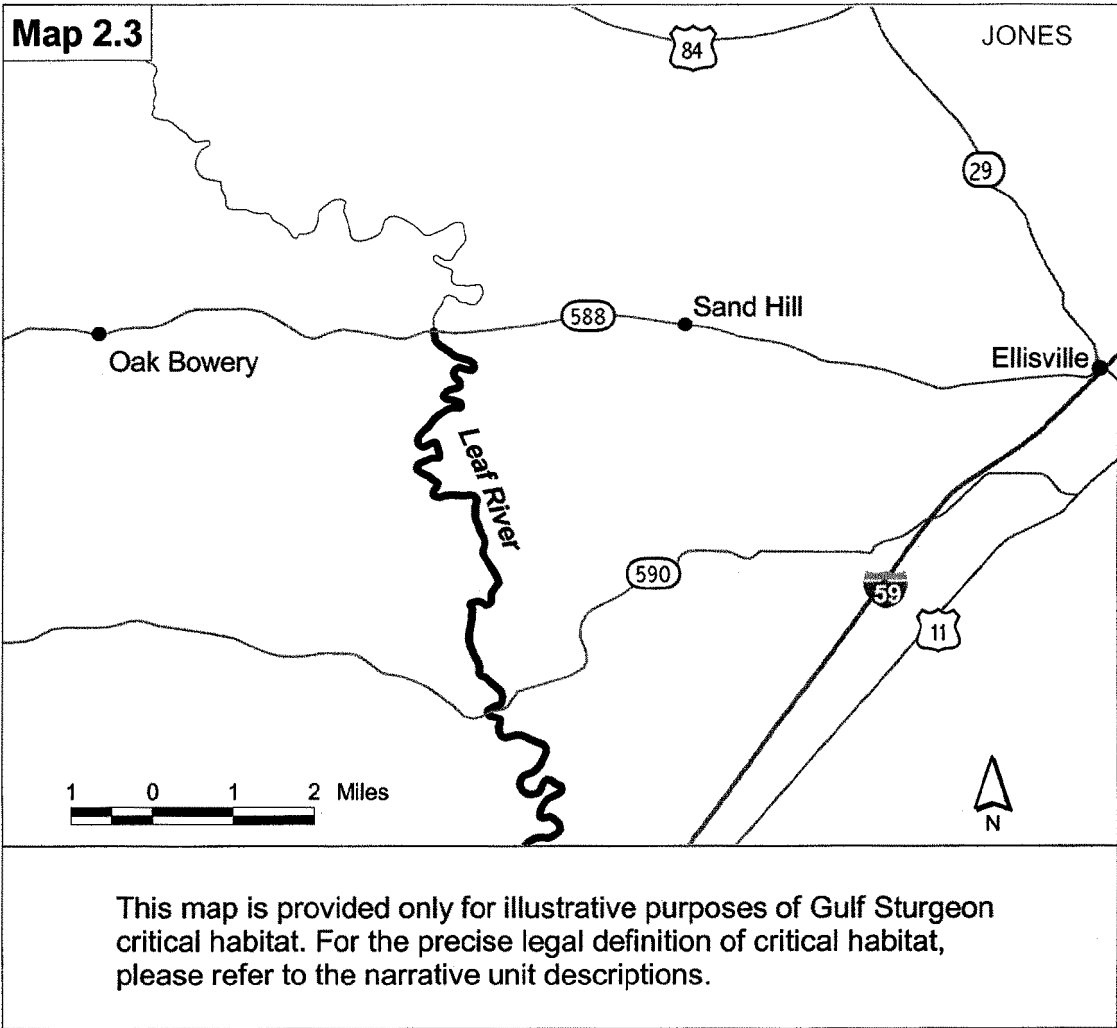 Map 2.3
84
JONES
29
588
Sand Hill
Oak Bowery
Ellisville
Leaf River
590
59
11
1 0 1 2 Miles
N
This map is provided only for illustrative purposes of Gulf Sturgeon
critical habitat. For the precise legal definition of critical habitat,
please refer to the narrative unit descriptions.